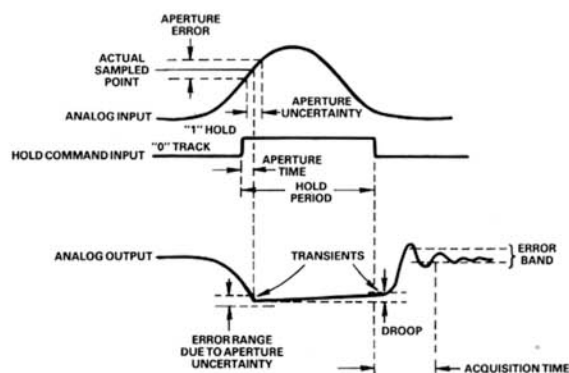 APERTURE
ERROR
ACTUAL
SAMPLED
POINT
ANALOG INPUT
APERTURE
UNCERTAINTY
"1" HOLD
HOLD COMMAND INPUT
"0" TRACK
APERTURE
TIME
HOLD
PERIOD
ANALOG OUTPUT
TRANSIENTS
ERROR
BAND
DROOP
ERROR RANGE
DUE TO APERTURE
UNCERTAINTY
ACQUISITION TIME